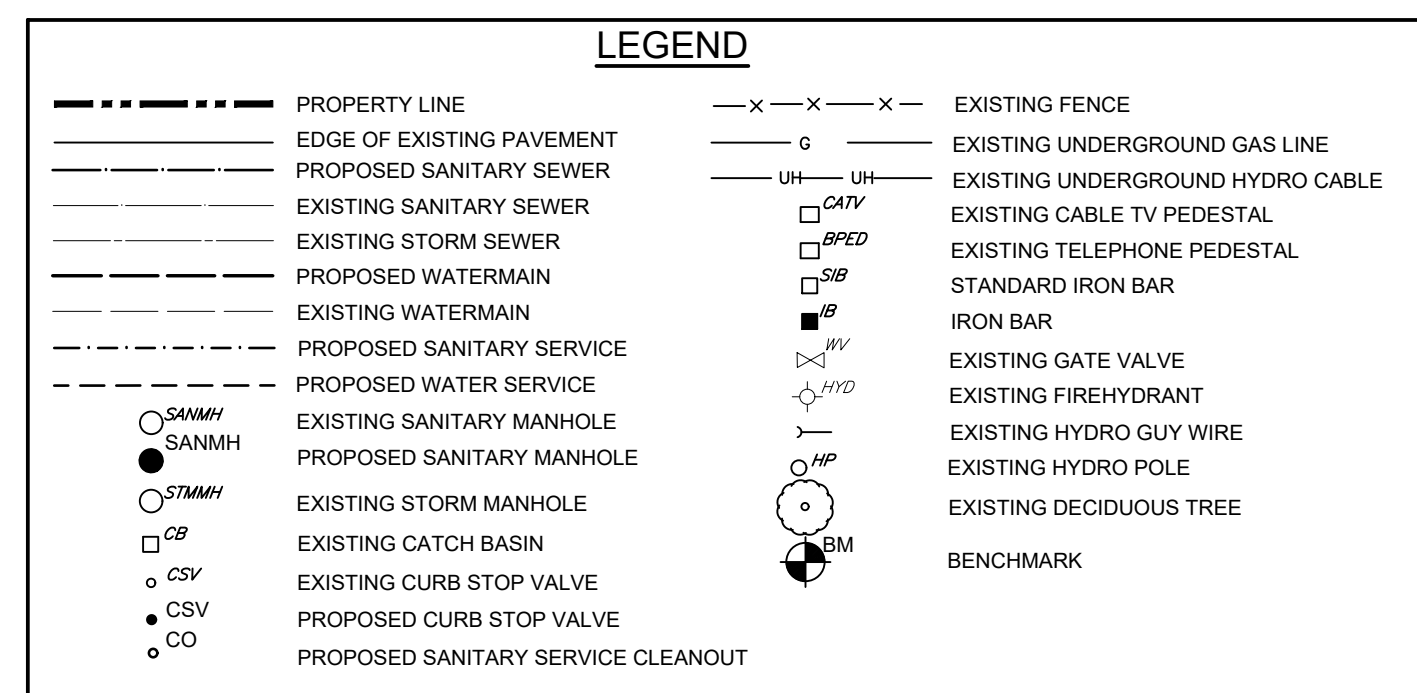 LEGEND
PROPERTY LINE
EDGE OF EXISTING PAVEMENT
PROPOSED SANITARY SEWER
EXISTING SANITARY SEWER
EXISTING STORM SEWER
PROPOSED WATERMAIN
EXISTING WATERMAIN
PROPOSED SANITARY SERVICE
PROPOSED WATER SERVICE
SANMH EXISTING SANITARY MANHOLE
SANMH PROPOSED SANITARY MANHOLE
STMMH EXISTING STORM MANHOLE
CB EXISTING CATCH BASIN
CSV EXISTING CURB STOP VALVE
CSV PROPOSED CURB STOP VALVE
CO PROPOSED SANITARY SERVICE CLEANOUT
X X X EXISTING FENCE
G EXISTING UNDERGROUND GAS LINE
UH UH EXISTING UNDERGROUND HYDRO CABLE
CATV EXISTING CABLE TV PEDESTAL
BPED EXISTING TELEPHONE PEDESTAL
SIB STANDARD IRON BAR
IB IRON BAR
WV EXISTING GATE VALVE
HYD EXISTING FIREHYDRANT
EXISTING HYDRO GUY WIRE
HP EXISTING HYDRO POLE
EXISTING DECIDUOUS TREE
BM BENCHMARK